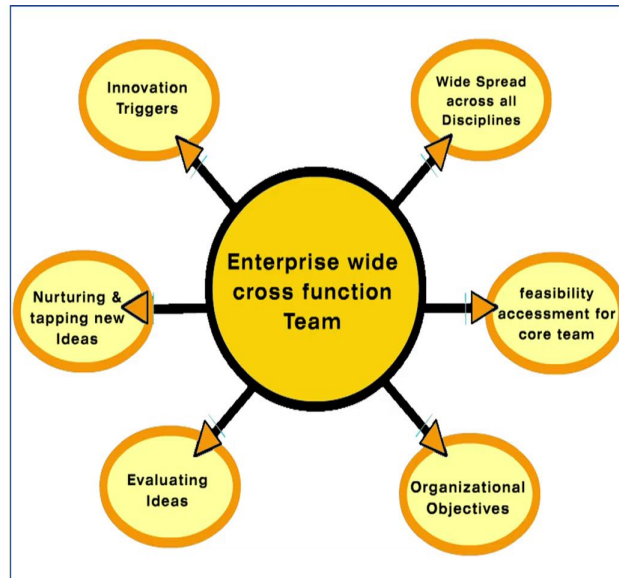 Innovation
Triggers
Wide Spread
across all
Disciplines
Enterprise wide
cross function
Team
Nurturing &
tapping new
Ideas
feasibility
accessment for
core team
Evaluating
Ideas
Organizational
Objectives